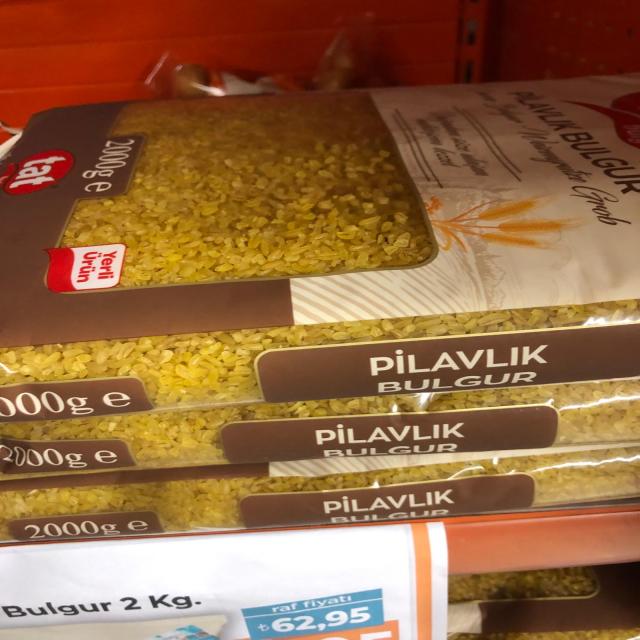 tat
2000g e
Yerli
Ürün
PİLAVLIK BULGUR
PİLAVLIK
BULGUR
000g e
PİLAVLIK
BULGUR
2000g e
PİLAVLIK
BULGUR
2000g e
Bulgur 2 Kg.
raf fiyatı
₺62,95